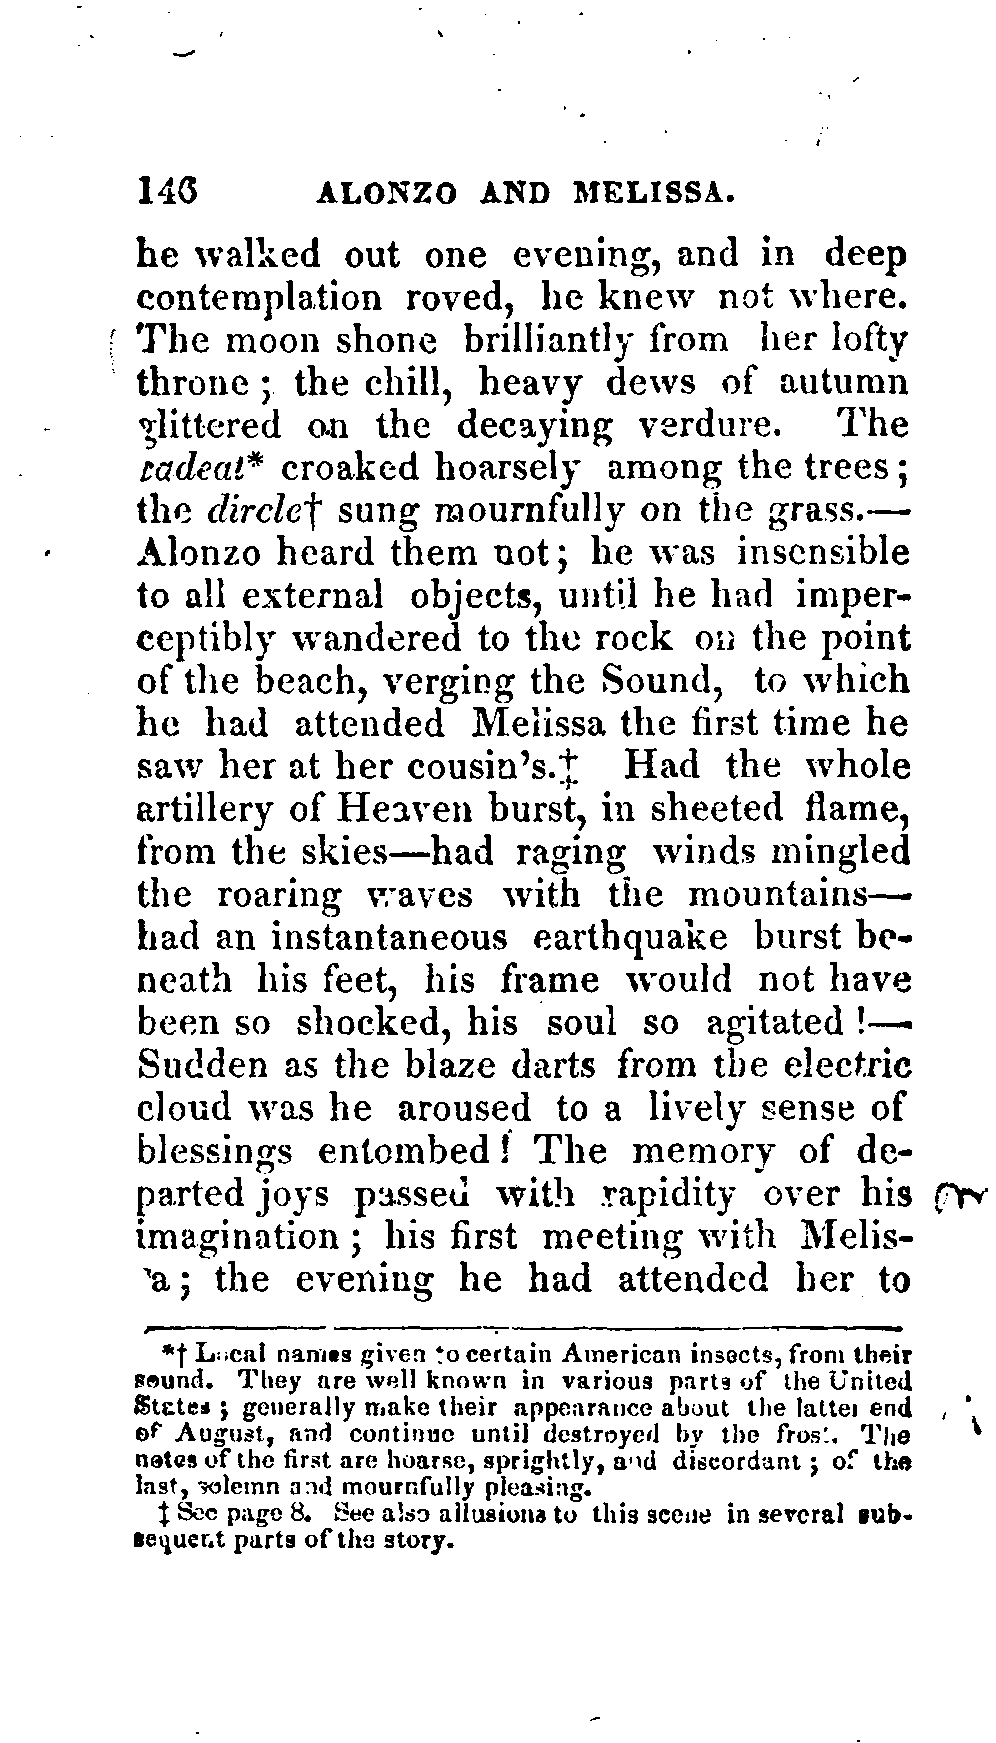 146 ALONZO AND MELISSA.
he walked out one evening, and in deep
contemplation roved, he knew not where.
The moon shone brilliantly from her lofty
throne ; the chill, heavy dews of autumn
glittered on the decaying verdure. The
cadeat* croaked hoarsely among the trees ;
the dircle† sung mournfully on the grass.—
Alonzo heard them not ; he was insensible
to all external objects, until he had imper-
ceptibly wandered to the rock on the point
of the beach, verging the Sound, to which
he had attended Melissa the first time he
saw her at her cousin's.‡ Had the whole
artillery of Heaven burst, in sheeted flame,
from the skies—had raging winds mingled
the roaring waves with the mountains—
had an instantaneous earthquake burst be-
neath his feet, his frame would not have
been so shocked, his soul so agitated !—
Sudden as the blaze darts from the electric
cloud was he aroused to a lively sense of
blessings entombed ! The memory of de-
parted joys passed with rapidity over his
imagination ; his first meeting with Melis-
a ; the evening he had attended her to
*† Local names given to certain American insects, from their
sound. They are well known in various parts of the United
States ; generally make their appearance about the latter end
of August, and continue until destroyed by the frost. The
notes of the first are hoarse, sprightly, and discordant ; of the
last, solemn and mournfully pleasing.
‡ See page 8. See also allusions to this scene in several sub-
sequent parts of the story.